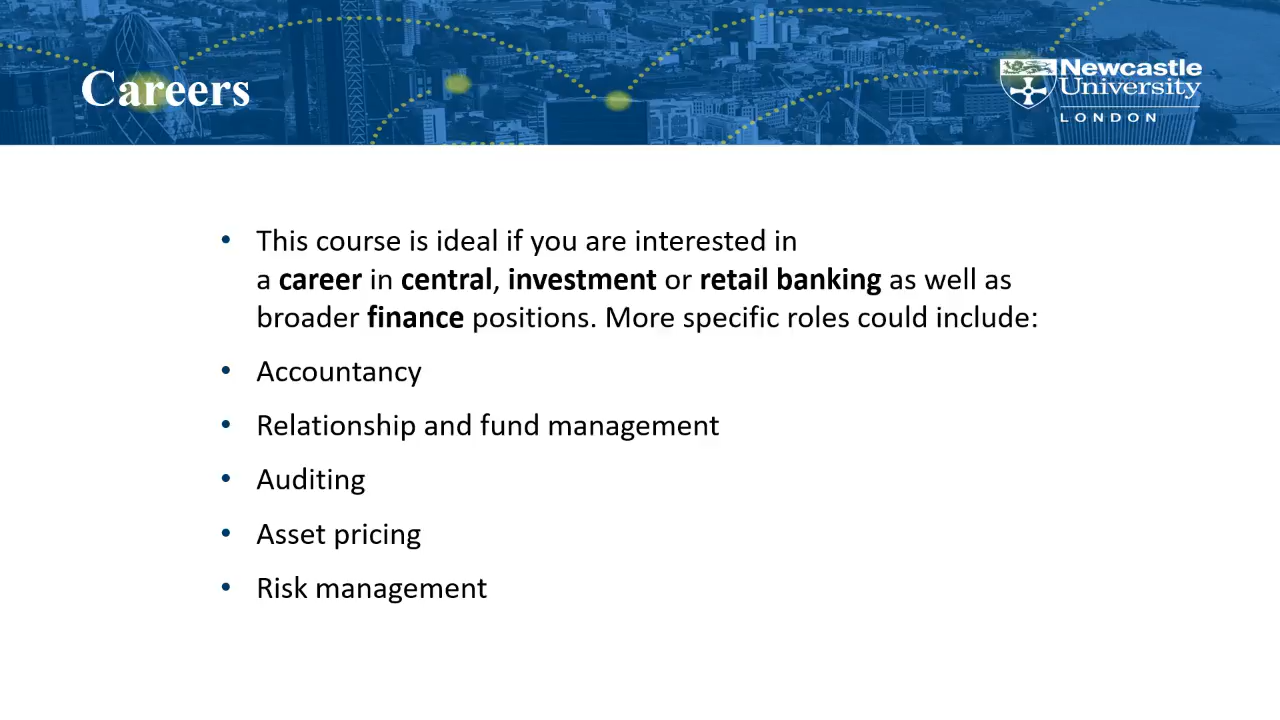 Careers
Newcastle
University
LONDON
• This course is ideal if you are interested in
a career in central, investment or retail banking as well as
broader finance positions. More specific roles could include:
• Accountancy
• Relationship and fund management
• Auditing
• Asset pricing
• Risk management